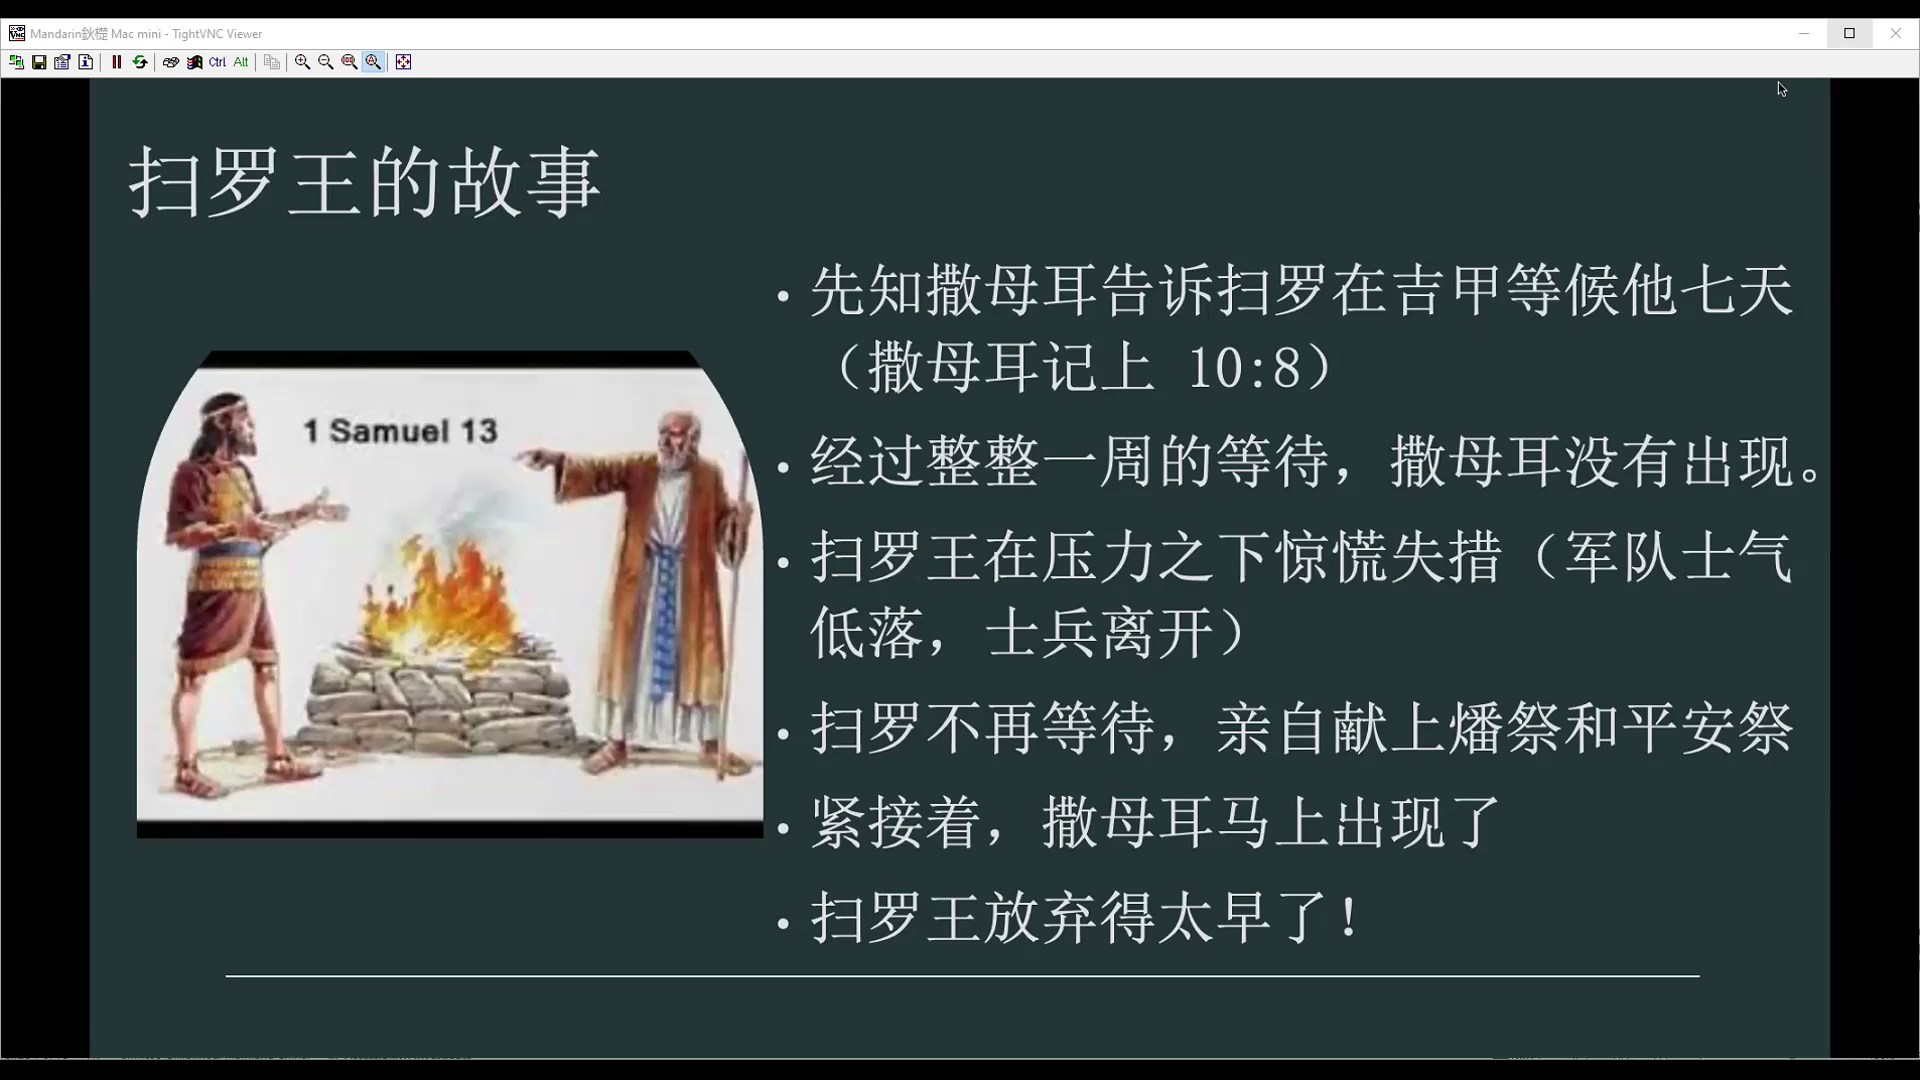 Mandarin鈥檚 Mac mini - TightVNC Viewer
Ctrl Alt
扫罗王的故事
1 Samuel 13
• 先知撒母耳告诉扫罗在吉甲等候他七天
（撒母耳记上 10:8）
• 经过整整一周的等待，撒母耳没有出现。
• 扫罗王在压力之下惊慌失措（军队士气
低落，士兵离开）
• 扫罗不再等待，亲自献上燔祭和平安祭
• 紧接着，撒母耳马上出现了
• 扫罗王放弃得太早了！